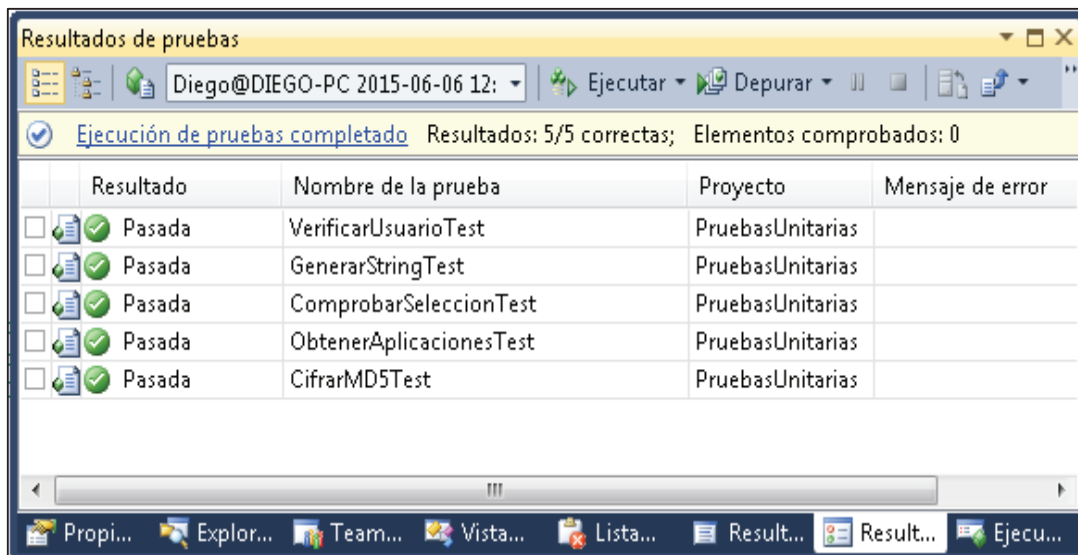 Resultados de pruebas
Diego@DIEGO-PC 2015-06-06 12: Ejecutar Depurar
Ejecución de pruebas completado Resultados: 5/5 correctas; Elementos comprobados: 0
Resultado Nombre de la prueba Proyecto Mensaje de error
Pasada VerificarUsuarioTest PruebasUnitarias
Pasada GenerarStringTest PruebasUnitarias
Pasada ComprobarSeleccionTest PruebasUnitarias
Pasada ObtenerAplicacionesTest PruebasUnitarias
Pasada CifrarMD5Test PruebasUnitarias
Propi... Explor... Team... Vista... Lista... Result... Result... Ejecu...